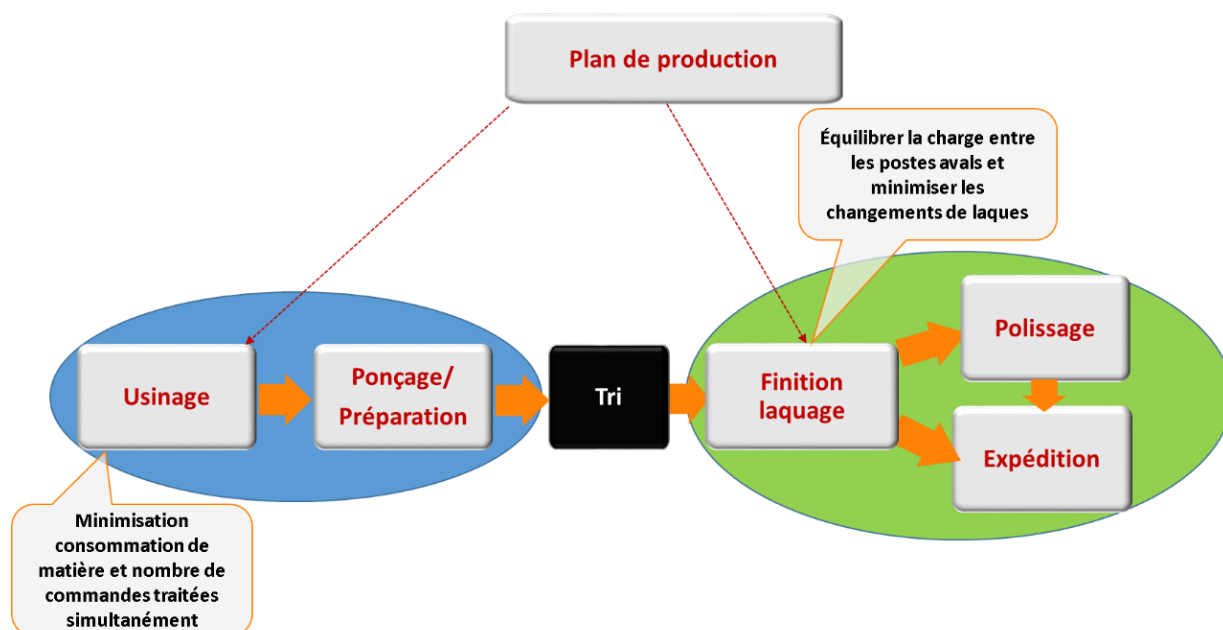 Plan de production
Équilibrer la charge entre
les postes avals et
minimiser les
changements de laques
Usinage
Ponçage/
Préparation
Tri
Finition
laquage
Polissage
Expédition
Minimisation
consommation de
matière et nombre de
commandes traitées
simultanément